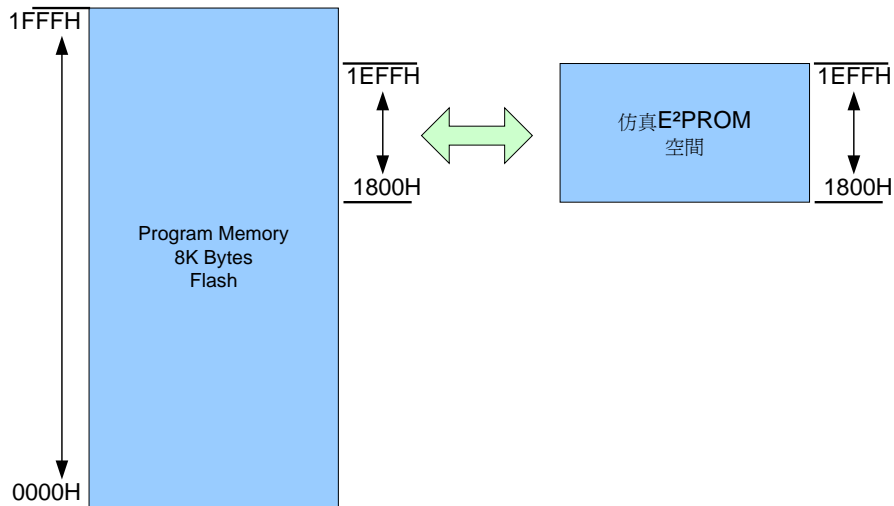 1FFFH
0000H
Program Memory
8K Bytes
Flash
1EFFH
1800H
仿真E²PROM
空間
1EFFH
1800H